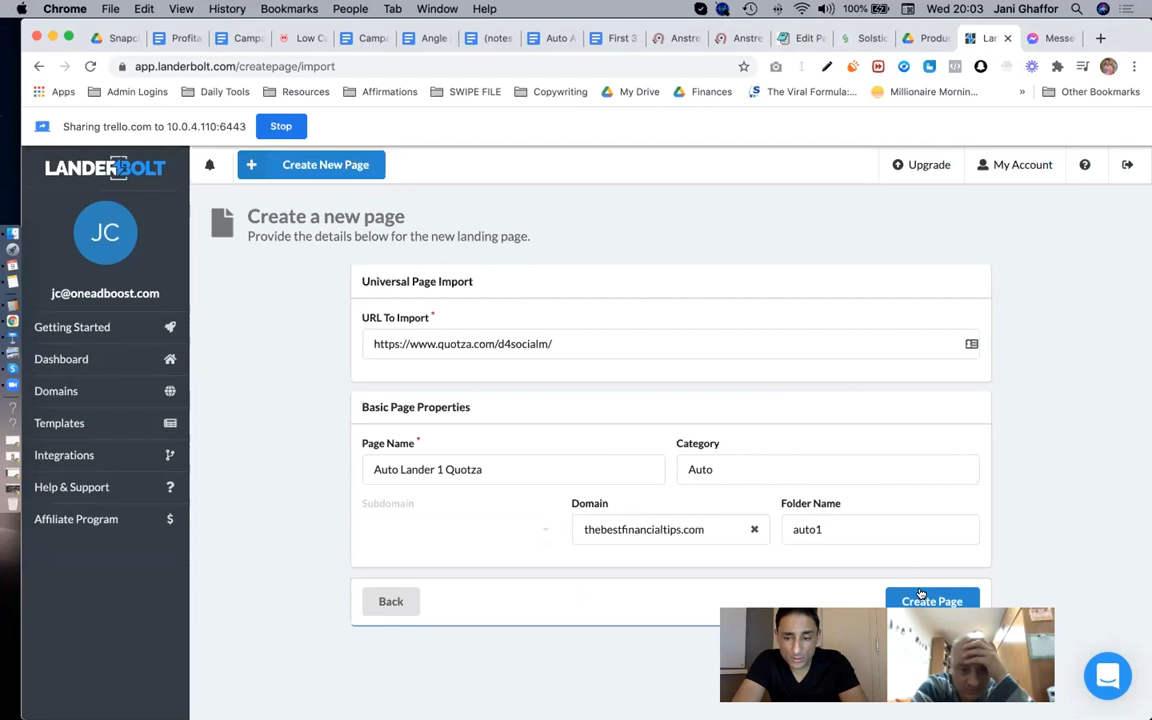 Chrome File Edit View History Bookmarks People Tab Window Help 100% Wed 20:03 Jani Ghaffor
Snapc Profita Campa Low C Campa Angle (notes Auto A First 3 Anstre Anstre Edit Pa Solstic Produc Lar Messe
app.landerbolt.com/createpage/import
Apps Admin Logins Daily Tools Resources Affirmations SWIPE FILE Copywriting My Drive Finances The Viral Formula:... Millionaire Mornin... » Other Bookmarks
Sharing trello.com to 10.0.4.110:6443 Stop
LANDERBOLT
Create New Page Upgrade My Account
JC
jc@oneadboost.com
Getting Started
Dashboard
Domains
Templates
Integrations
Help & Support
Affiliate Program
Create a new page
Provide the details below for the new landing page.
Universal Page Import
URL To Import *
https://www.quotza.com/d4socialm/
Basic Page Properties
Page Name * Category
Auto Lander 1 Quotza Auto
Subdomain Domain Folder Name
thebestfinancialtips.com auto1
Back Create Page